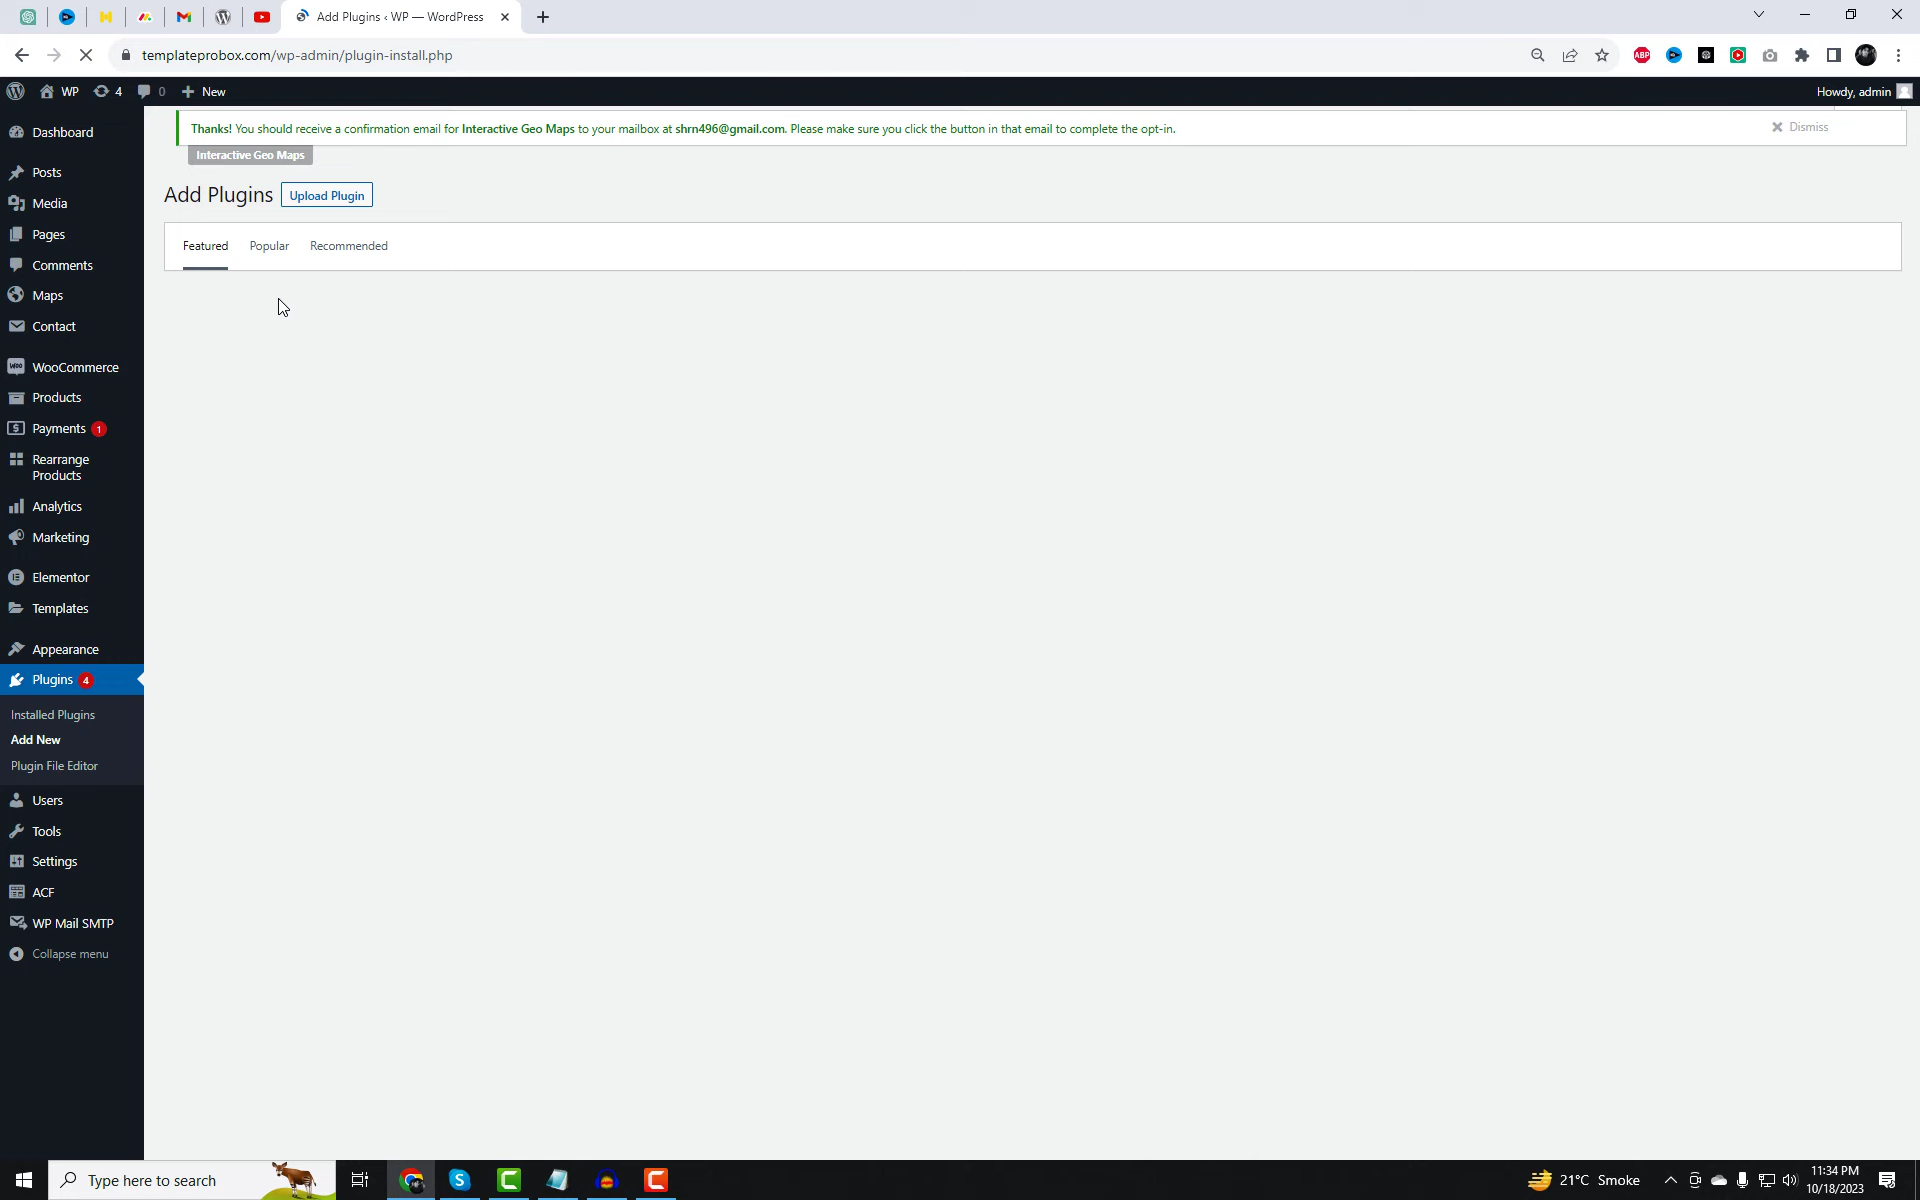 Add Plugins ‹ WP — WordPress
templateprobox.com/wp-admin/plugin-install.php
ABP
WP 4 0 New
Howdy, admin
Thanks! You should receive a confirmation email for Interactive Geo Maps to your mailbox at shrn496@gmail.com. Please make sure you click the button in that email to complete the opt-in.
Dismiss
Interactive Geo Maps
Add Plugins
Upload Plugin
Featured Popular Recommended
Dashboard
Posts
Media
Pages
Comments
Maps
Contact
WooCommerce
Products
Payments 1
Rearrange
Products
Analytics
Marketing
Elementor
Templates
Appearance
Plugins 4
Installed Plugins
Add New
Plugin File Editor
Users
Tools
Settings
ACF
WP Mail SMTP
Collapse menu
Type here to search
21°C Smoke
11:34 PM
10/18/2023